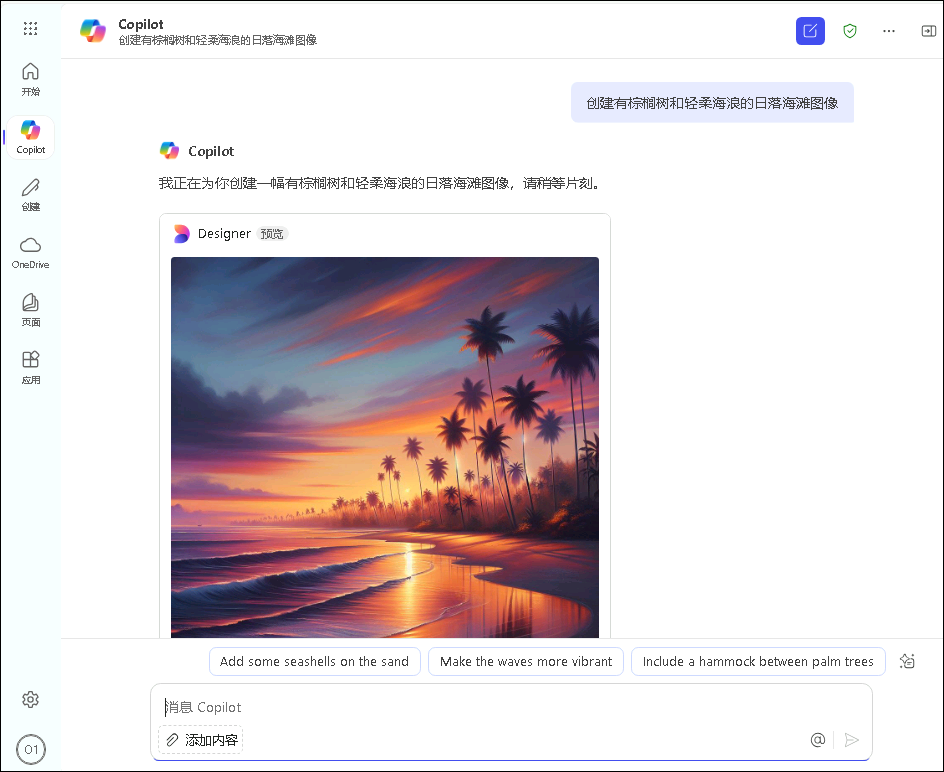 Copilot
创建有棕榈树和轻柔海浪的日落海滩图像
开始
Copilot
创建
OneDrive
页面
应用
01
创建有棕榈树和轻柔海浪的日落海滩图像
Copilot
我正在为你创建一幅有棕榈树和轻柔海浪的日落海滩图像，请稍等片刻。
Designer 预览
Add some seashells on the sand
Make the waves more vibrant
Include a hammock between palm trees
消息 Copilot
添加内容
@